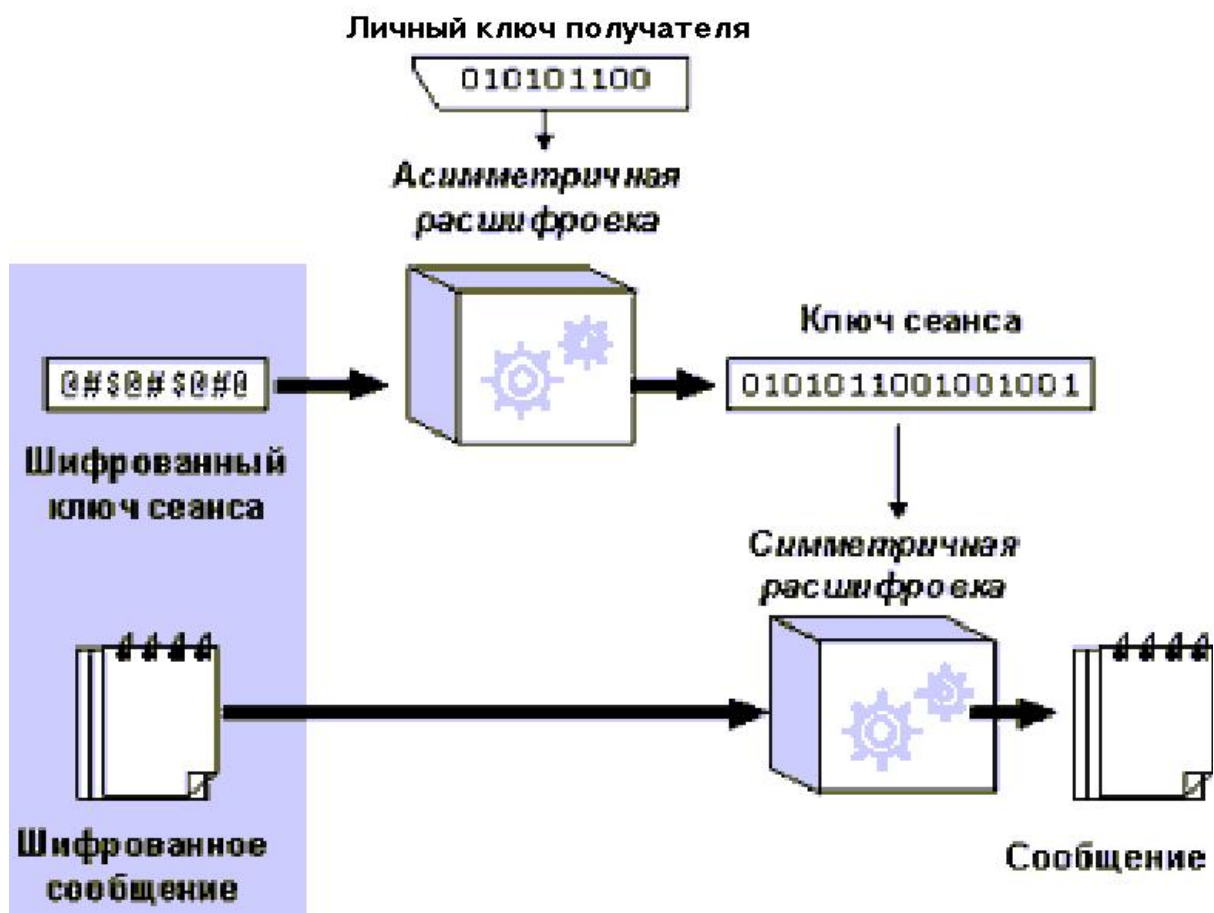 Личный ключ получателя
010101100
Асимметричная
расшифровка
Ключ сеанса
@#$@#$@#@
0101011001001001
Шифрованный
ключ сеанса
Симметричная
расшифровка
Шифрованное
сообщение
Сообщение